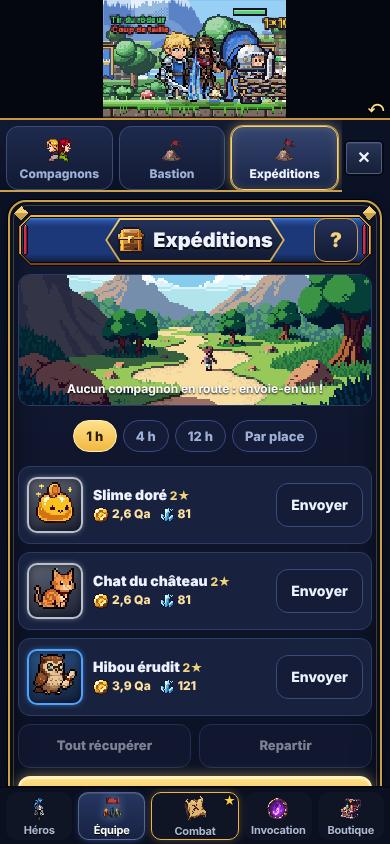 Tir du rôdeur
Coup de taille
Compagnons
Bastion
Expéditions
×
Expéditions
?
Aucun compagnon en route : envoie-en un !
1 h
4 h
12 h
Par place
Slime doré 2★
2,6 Qa 81
Envoyer
Chat du château 2★
2,6 Qa 81
Envoyer
Hibou érudit 2★
3,9 Qa 121
Envoyer
Tout récupérer
Repartir
Héros
Équipe
Combat
Invocation
Boutique